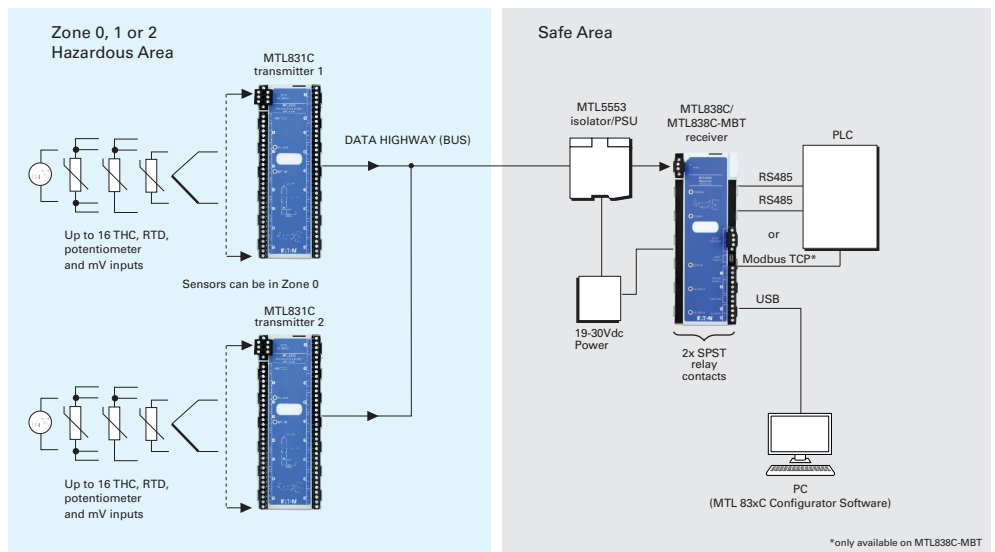 Zone 0, 1 or 2
Hazardous Area
MTL831C
transmitter 1
DATA HIGHWAY (BUS)
Up to 16 THC, RTD,
potentiometer
and mV inputs
Sensors can be in Zone 0
MTL831C
transmitter 2
Up to 16 THC, RTD,
potentiometer
and mV inputs
Safe Area
MTL5553
isolator/PSU
MTL838C/
MTL838C-MBT
receiver
PLC
RS485
RS485
or
Modbus TCP*
USB
19-30Vdc
Power
2x SPST
relay
contacts
PC
(MTL 83xC Configurator Software)
*only available on MTL838C-MBT